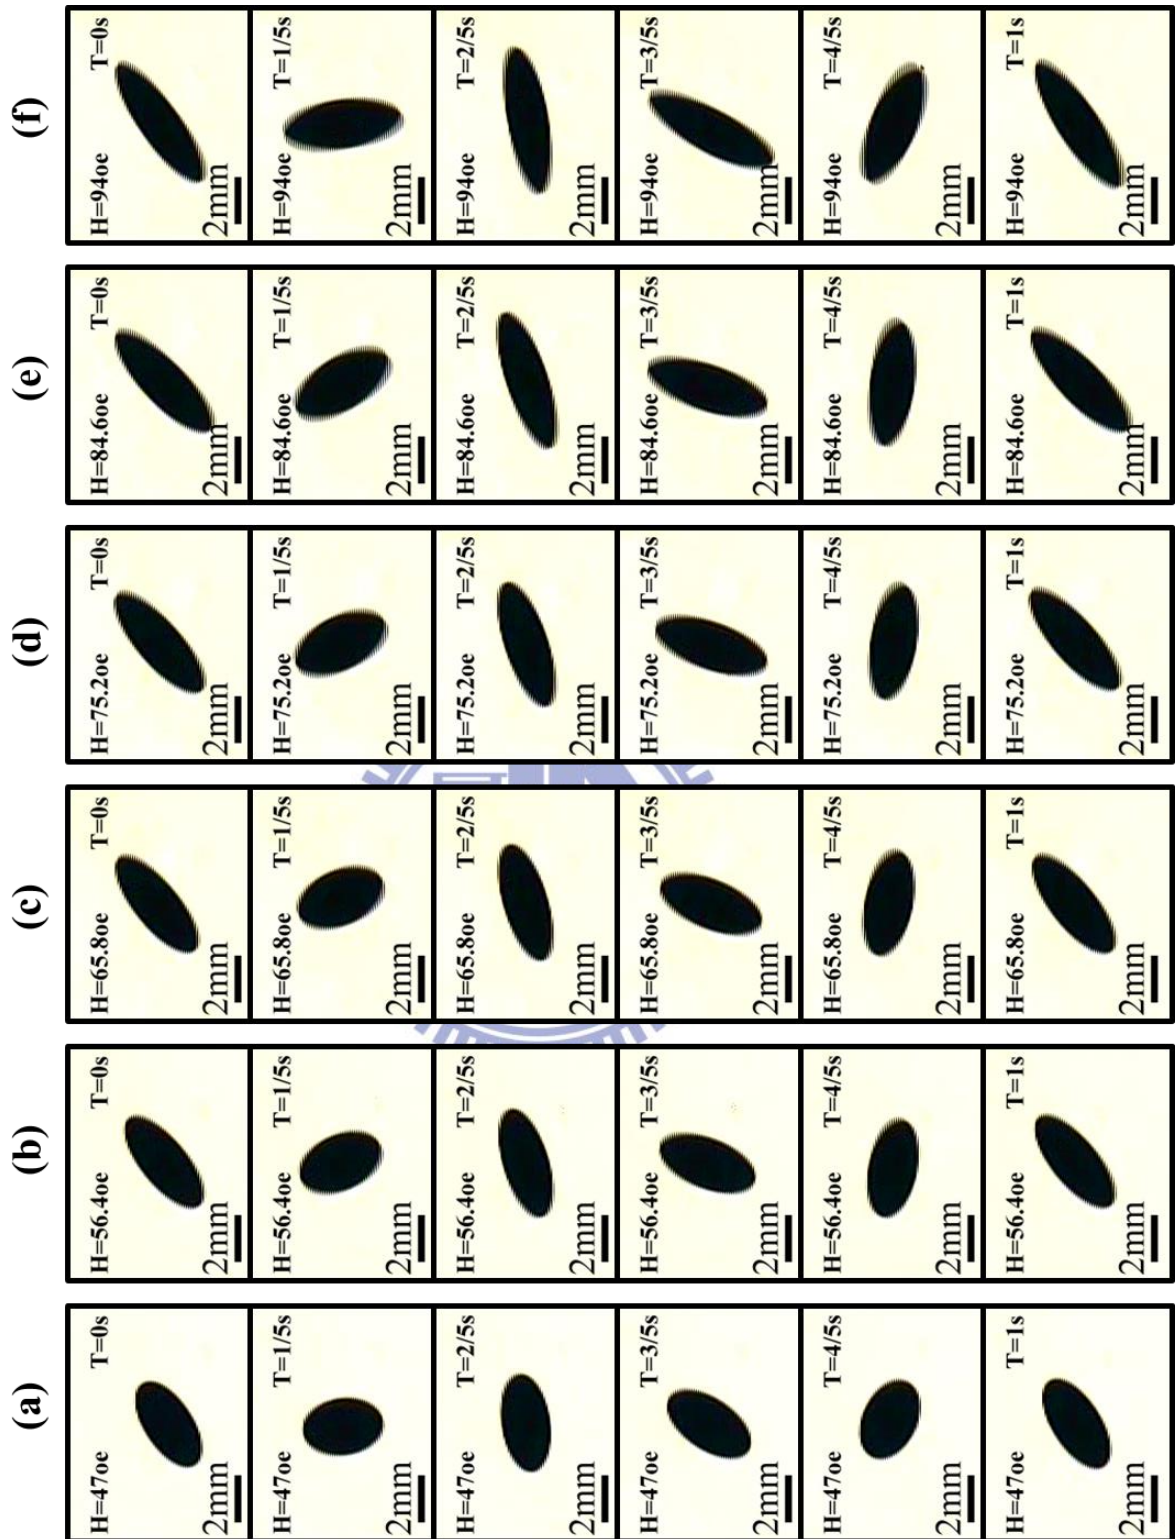 (a) (b) (c) (d) (e) (f)
H=47oe T=0s H=56.4oe T=0s H=65.8oe T=0s H=75.2oe T=0s H=84.6oe T=0s H=94oe T=0s
2mm 2mm 2mm 2mm 2mm 2mm
H=47oe T=1/5s H=56.4oe T=1/5s H=65.8oe T=1/5s H=75.2oe T=1/5s H=84.6oe T=1/5s H=94oe T=1/5s
2mm 2mm 2mm 2mm 2mm 2mm
H=47oe T=2/5s H=56.4oe T=2/5s H=65.8oe T=2/5s H=75.2oe T=2/5s H=84.6oe T=2/5s H=94oe T=2/5s
2mm 2mm 2mm 2mm 2mm 2mm
H=47oe T=3/5s H=56.4oe T=3/5s H=65.8oe T=3/5s H=75.2oe T=3/5s H=84.6oe T=3/5s H=94oe T=3/5s
2mm 2mm 2mm 2mm 2mm 2mm
H=47oe T=4/5s H=56.4oe T=4/5s H=65.8oe T=4/5s H=75.2oe T=4/5s H=84.6oe T=4/5s H=94oe T=4/5s
2mm 2mm 2mm 2mm 2mm 2mm
H=47oe T=1s H=56.4oe T=1s H=65.8oe T=1s H=75.2oe T=1s H=84.6oe T=1s H=94oe T=1s
2mm 2mm 2mm 2mm 2mm 2mm